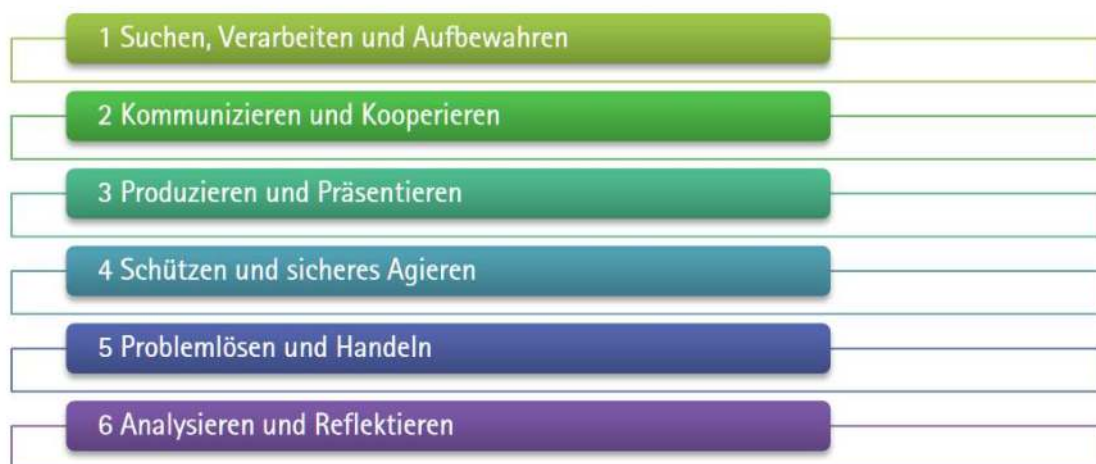 1 Suchen, Verarbeiten und Aufbewahren
2 Kommunizieren und Kooperieren
3 Produzieren und Präsentieren
4 Schützen und sicheres Agieren
5 Problemlösen und Handeln
6 Analysieren und Reflektieren